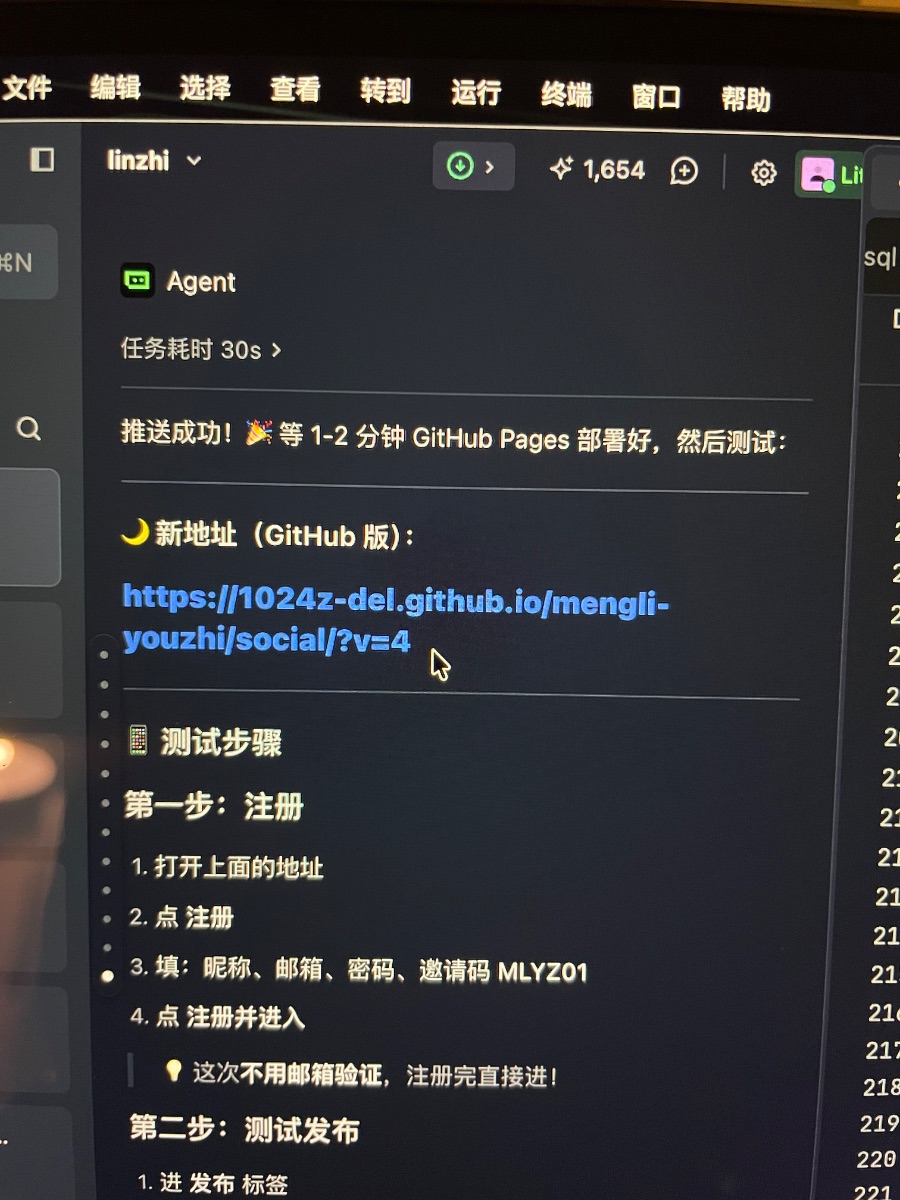 文件 编辑 选择 查看 转到 运行 终端 窗口 帮助
linzhi
1,654
⌘N
sql
Agent
任务耗时 30s >
推送成功！🎉 等 1-2 分钟 GitHub Pages 部署好，然后测试：
🌙 新地址（GitHub 版）：
https://1024z-del.github.io/mengli-
youzhi/social/?v=4
📱 测试步骤
第一步：注册
1. 打开上面的地址
2. 点 注册
3. 填：昵称、邮箱、密码、邀请码 MLYZ01
4. 点 注册并进入
💡 这次不用邮箱验证，注册完直接进！
第二步：测试发布
1. 进 发布 标签
217
218
219
220
221